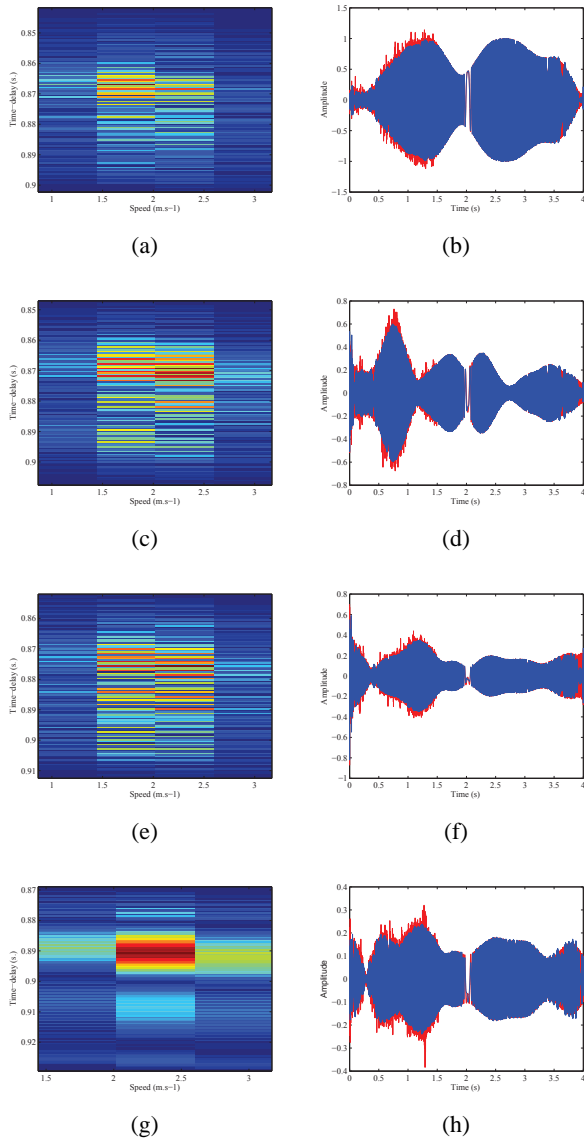 0.85
0.86
0.87
0.88
0.89
0.9
Time−delay (s.)
1 1.5 2 2.5 3
Speed (m.s−1)
(a)
1.5
1
0.5
0
−0.5
−1
−1.5
Amplitude
0 0.5 1 1.5 2 2.5 3 3.5 4
Time (s)
(b)
0.85
0.86
0.87
0.88
0.89
0.9
Time−delay (s.)
1 1.5 2 2.5 3
Speed (m.s−1)
(c)
0.8
0.6
0.4
0.2
0
−0.2
−0.4
−0.6
−0.8
Amplitude
0 0.5 1 1.5 2 2.5 3 3.5 4
Time (s)
(d)
0.86
0.87
0.88
0.89
0.9
0.91
Time−delay (s.)
1 1.5 2 2.5 3
Speed (m.s−1)
(e)
0.8
0.6
0.4
0.2
0
−0.2
−0.4
−0.6
−0.8
−1
Amplitude
0 0.5 1 1.5 2 2.5 3 3.5 4
Time (s)
(f)
0.87
0.88
0.89
0.9
0.91
0.92
Time−delay (s.)
1.5 2 2.5 3
Speed (m.s−1)
(g)
0.4
0.3
0.2
0.1
0
−0.1
−0.2
−0.3
−0.4
Amplitude
0 0.5 1 1.5 2 2.5 3 3.5 4
Time (s)
(h)